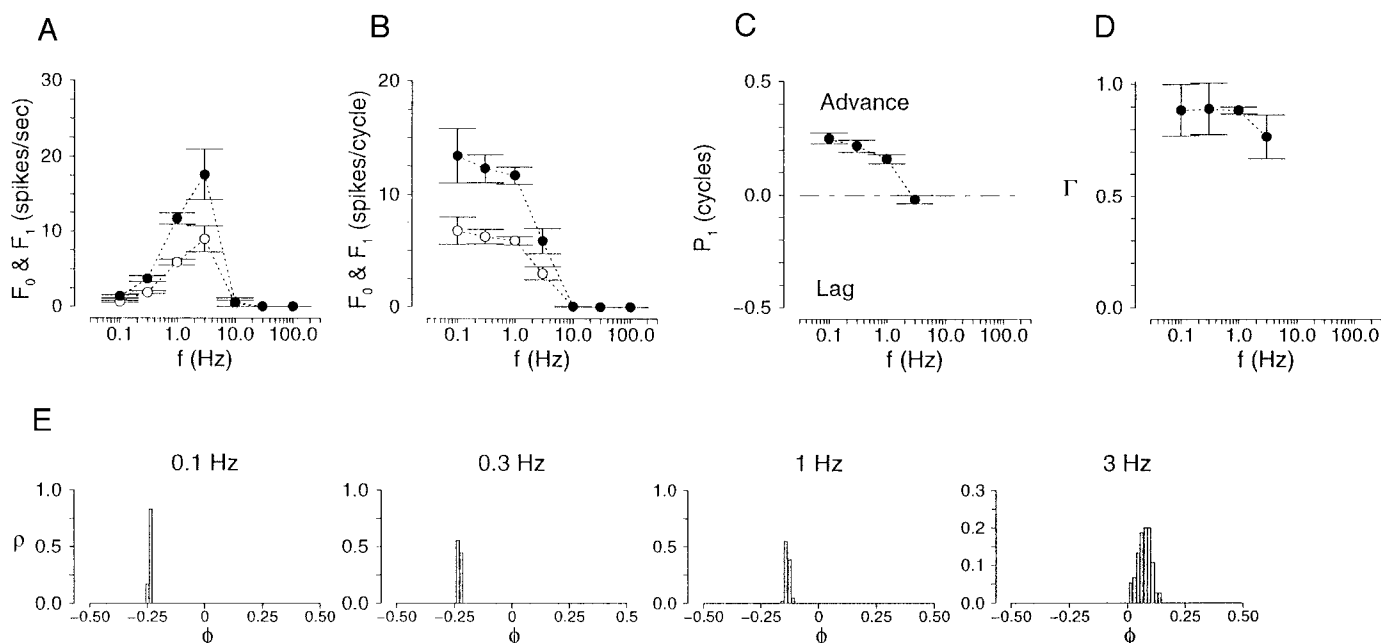 A
B
C
D
F₀ & F₁ (spikes/sec)
30
20
10
0
0.1 1.0 10.0 100.0
f (Hz)
F₀ & F₁ (spikes/cycle)
20
10
0
0.1 1.0 10.0 100.0
f (Hz)
P₁ (cycles)
0.5
0.0
−0.5
Advance
Lag
0.1 1.0 10.0 100.0
f (Hz)
Γ
1.0
0.5
0.0
0.1 1.0 10.0 100.0
f (Hz)
E
0.1 Hz
ρ
1.0
0.5
0.0
−0.50 −0.25 0 0.25 0.50
ϕ
0.3 Hz
1.0
0.5
0.0
−0.50 −0.25 0 0.25 0.5
ϕ
1 Hz
1.0
0.5
0.0
−0.50 −0.25 0 0.25 0.50
ϕ
3 Hz
0.3
0.2
0.1
0.0
−0.50 −0.25 0 0.25 0.50
ϕ